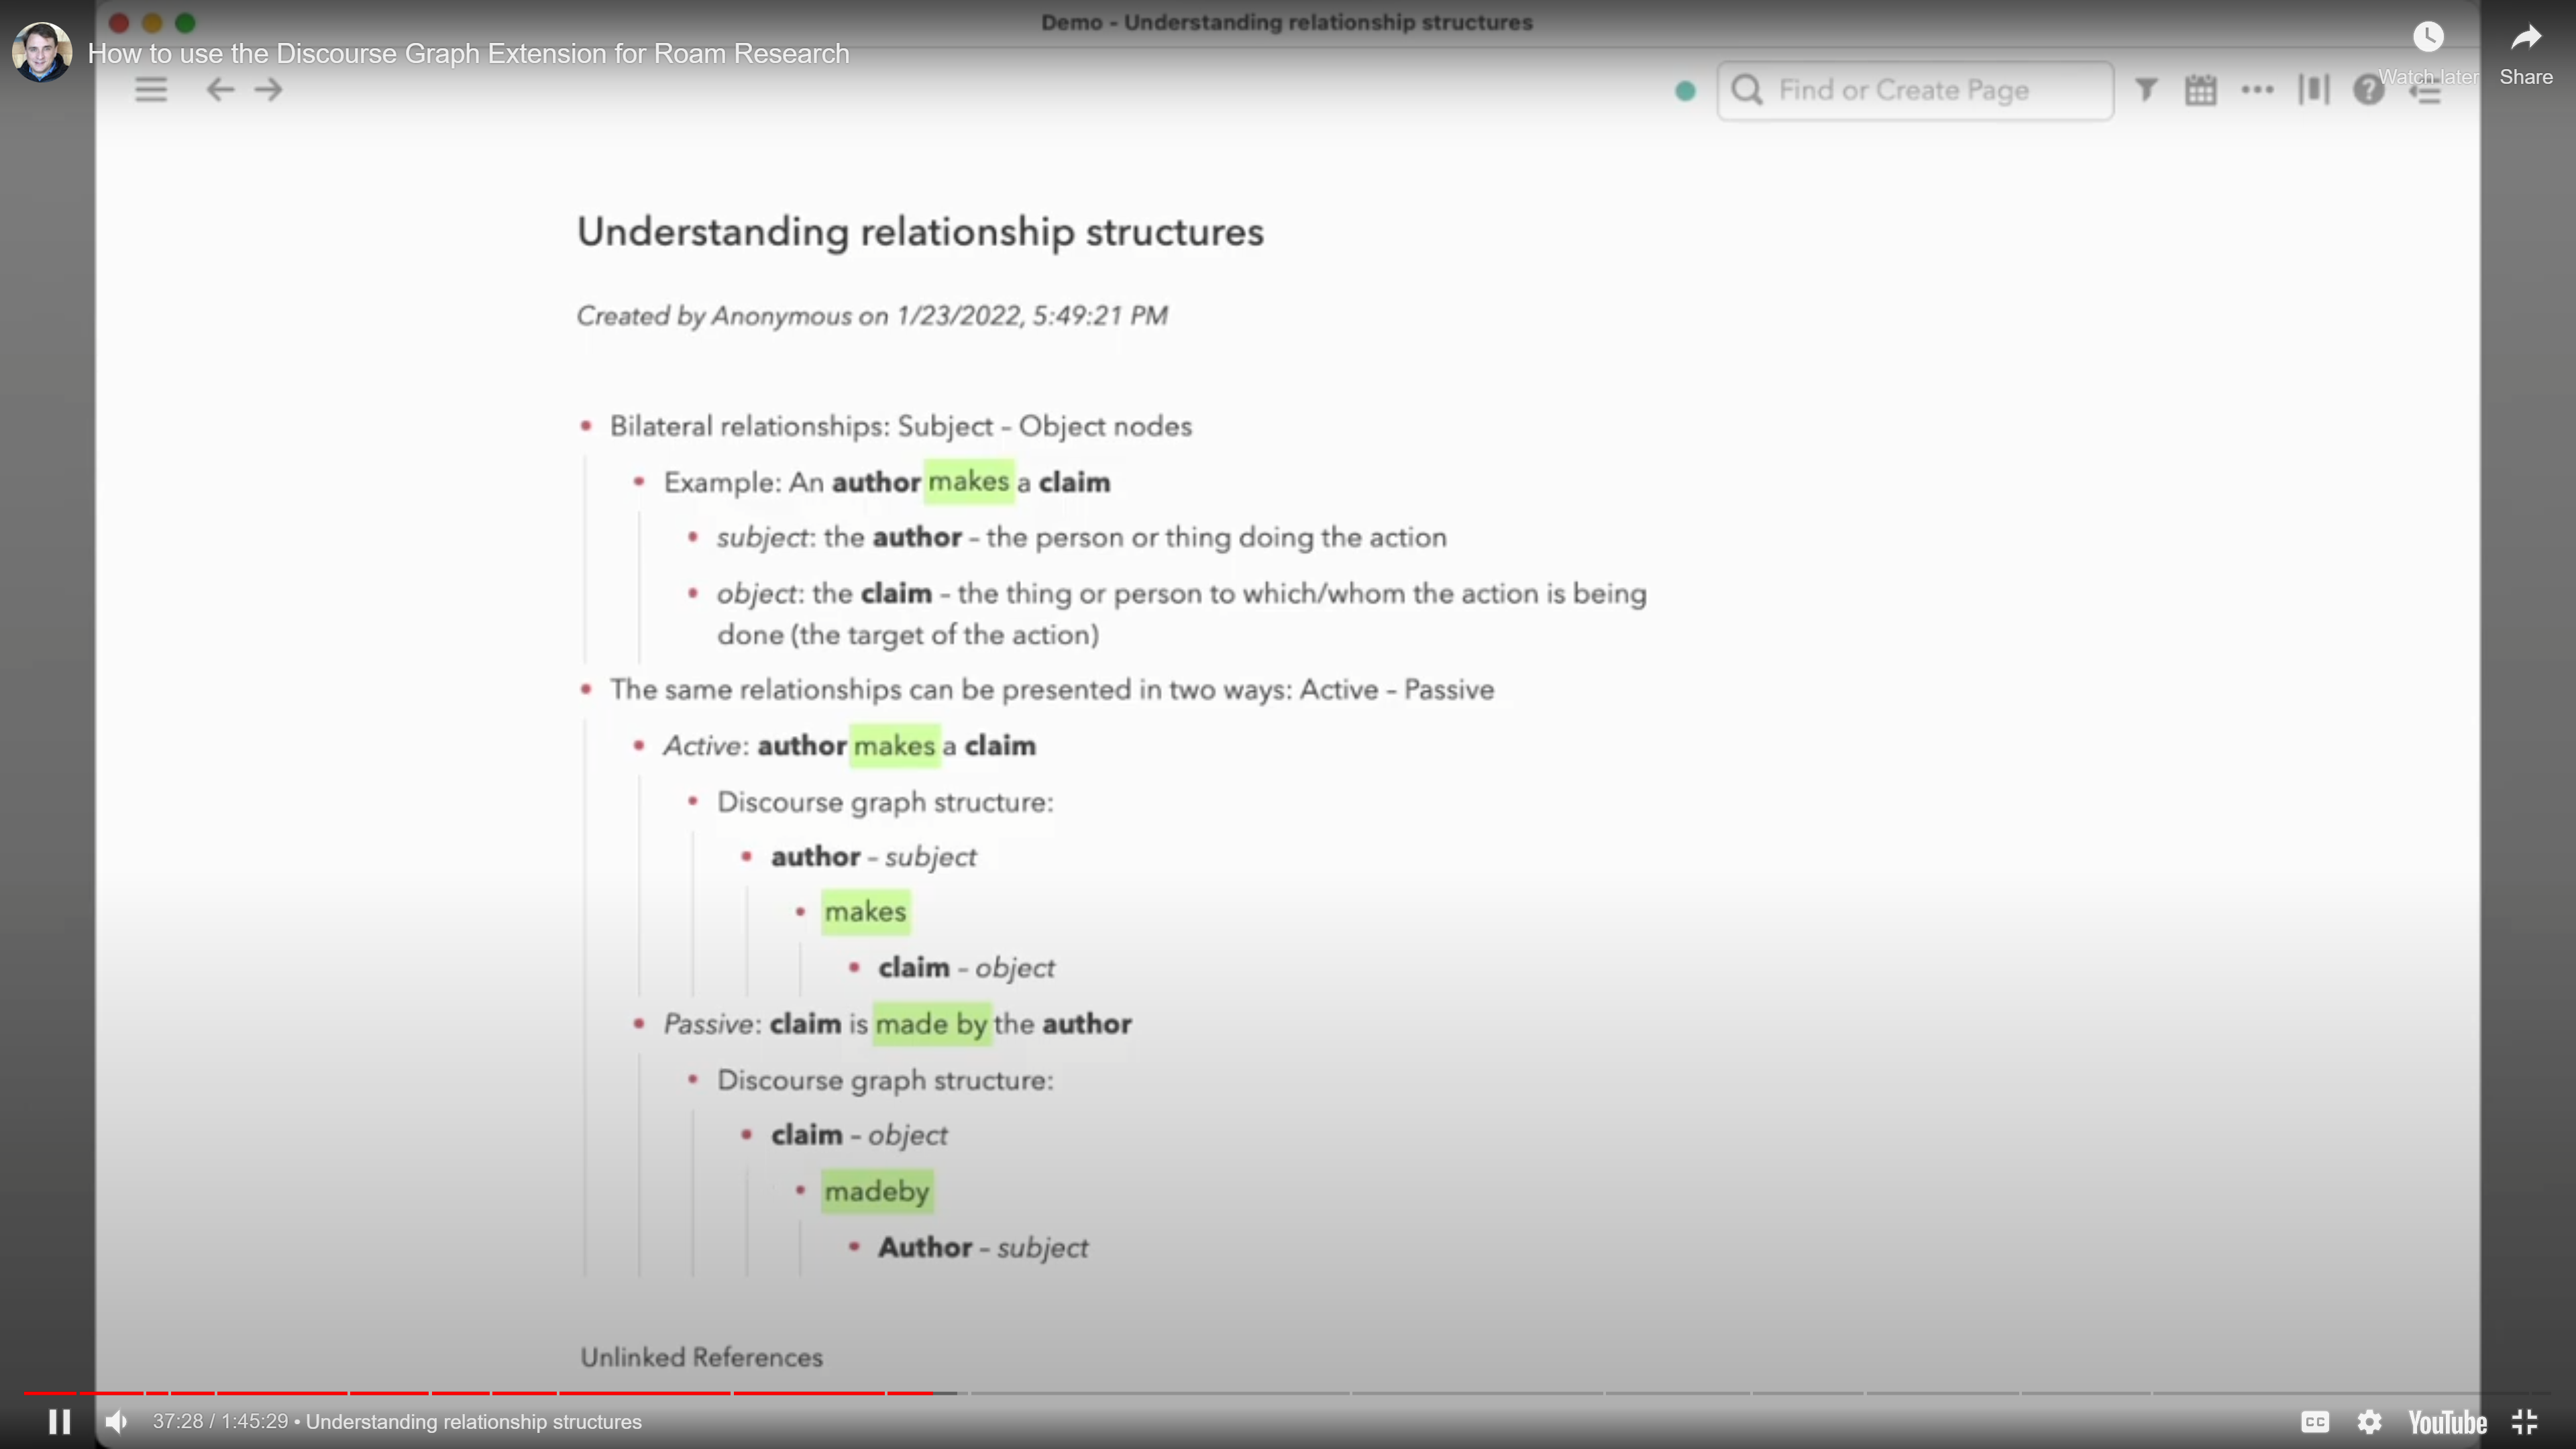 Demo - Understanding relationship structures
How to use the Discourse Graph Extension for Roam Research
Watch later
Share
Find or Create Page
Understanding relationship structures
Created by Anonymous on 1/23/2022, 5:49:21 PM
• Bilateral relationships: Subject - Object nodes
• Example: An author makes a claim
• subject: the author - the person or thing doing the action
• object: the claim - the thing or person to which/whom the action is being
done (the target of the action)
• The same relationships can be presented in two ways: Active - Passive
• Active: author makes a claim
• Discourse graph structure:
• author - subject
• makes
• claim - object
• Passive: claim is made by the author
• Discourse graph structure:
• claim - object
• madeby
• Author - subject
Unlinked References
37:28 / 1:45:29 • Understanding relationship structures
CC
YouTube